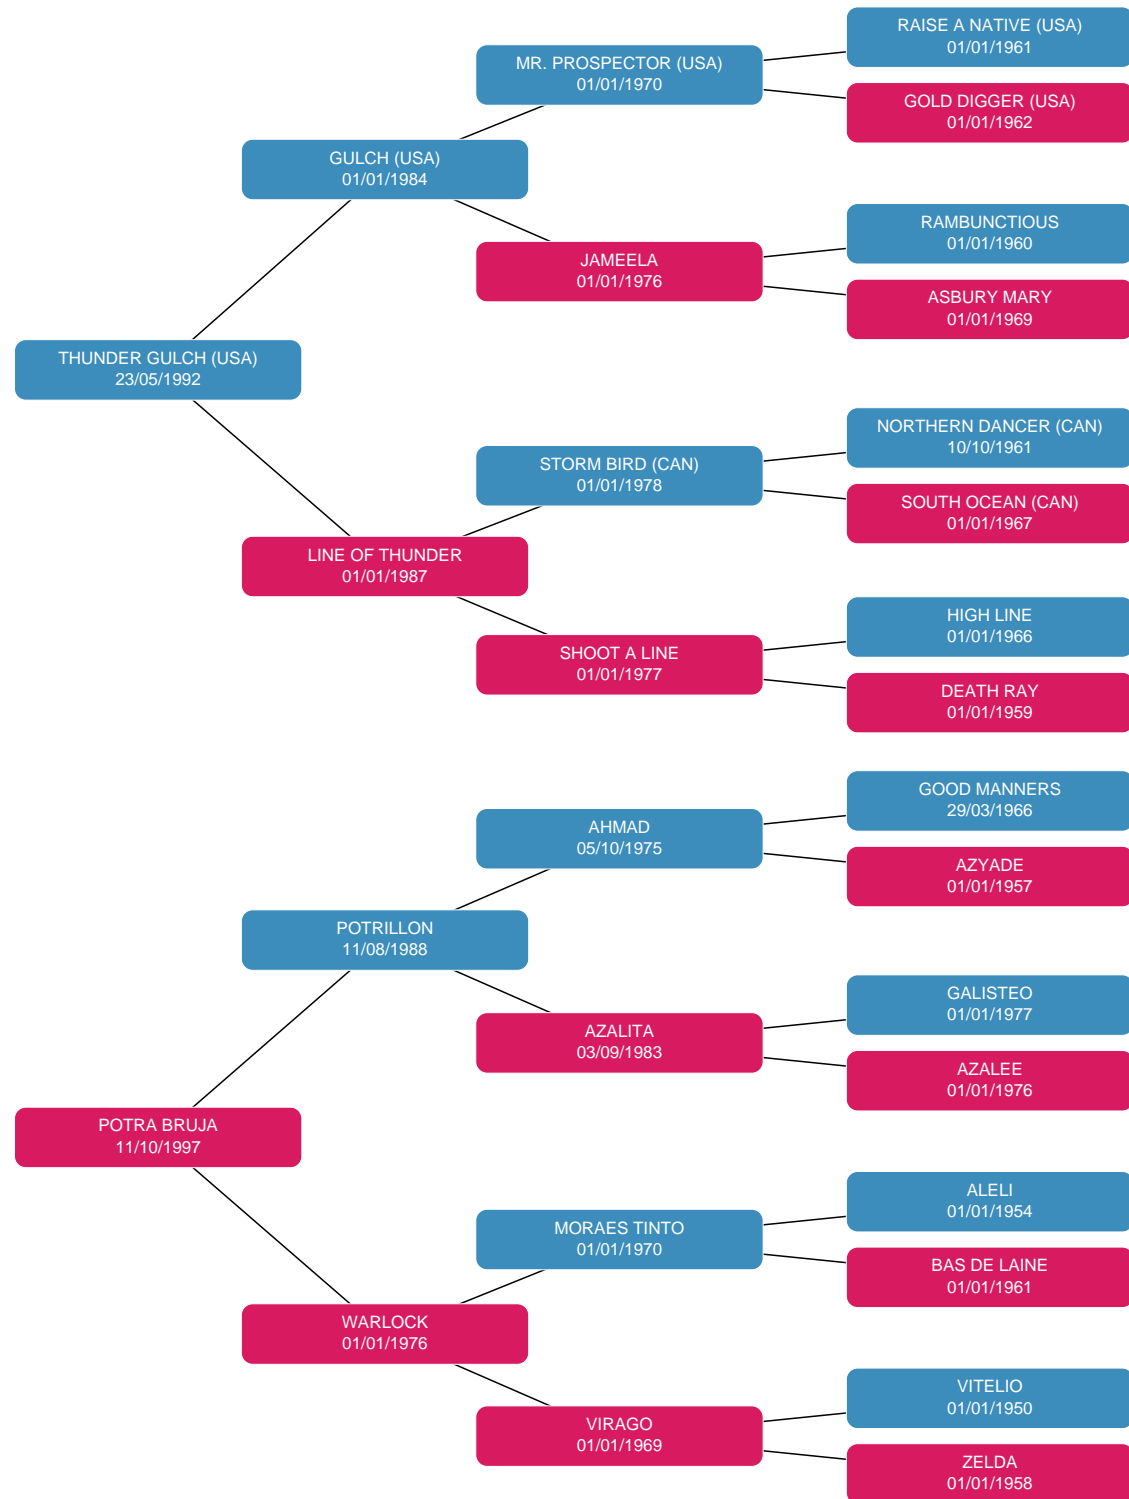 RAISE A NATIVE (USA)
01/01/1961
MR. PROSPECTOR (USA)
01/01/1970
GOLD DIGGER (USA)
01/01/1962
GULCH (USA)
01/01/1984
RAMBUNCTIOUS
01/01/1960
JAMEELA
01/01/1976
ASBURY MARY
01/01/1969
THUNDER GULCH (USA)
23/05/1992
NORTHERN DANCER (CAN)
10/10/1961
STORM BIRD (CAN)
01/01/1978
SOUTH OCEAN (CAN)
01/01/1967
LINE OF THUNDER
01/01/1987
HIGH LINE
01/01/1966
SHOOT A LINE
01/01/1977
DEATH RAY
01/01/1959
GOOD MANNERS
29/03/1966
AHMAD
05/10/1975
AZYADE
01/01/1957
POTRILLON
11/08/1988
GALISTEO
01/01/1977
AZALITA
03/09/1983
AZALEE
01/01/1976
POTRA BRUJA
11/10/1997
ALELI
01/01/1954
MORAES TINTO
01/01/1970
BAS DE LAINE
01/01/1961
WARLOCK
01/01/1976
VITELIO
01/01/1950
VIRAGO
01/01/1969
ZELDA
01/01/1958